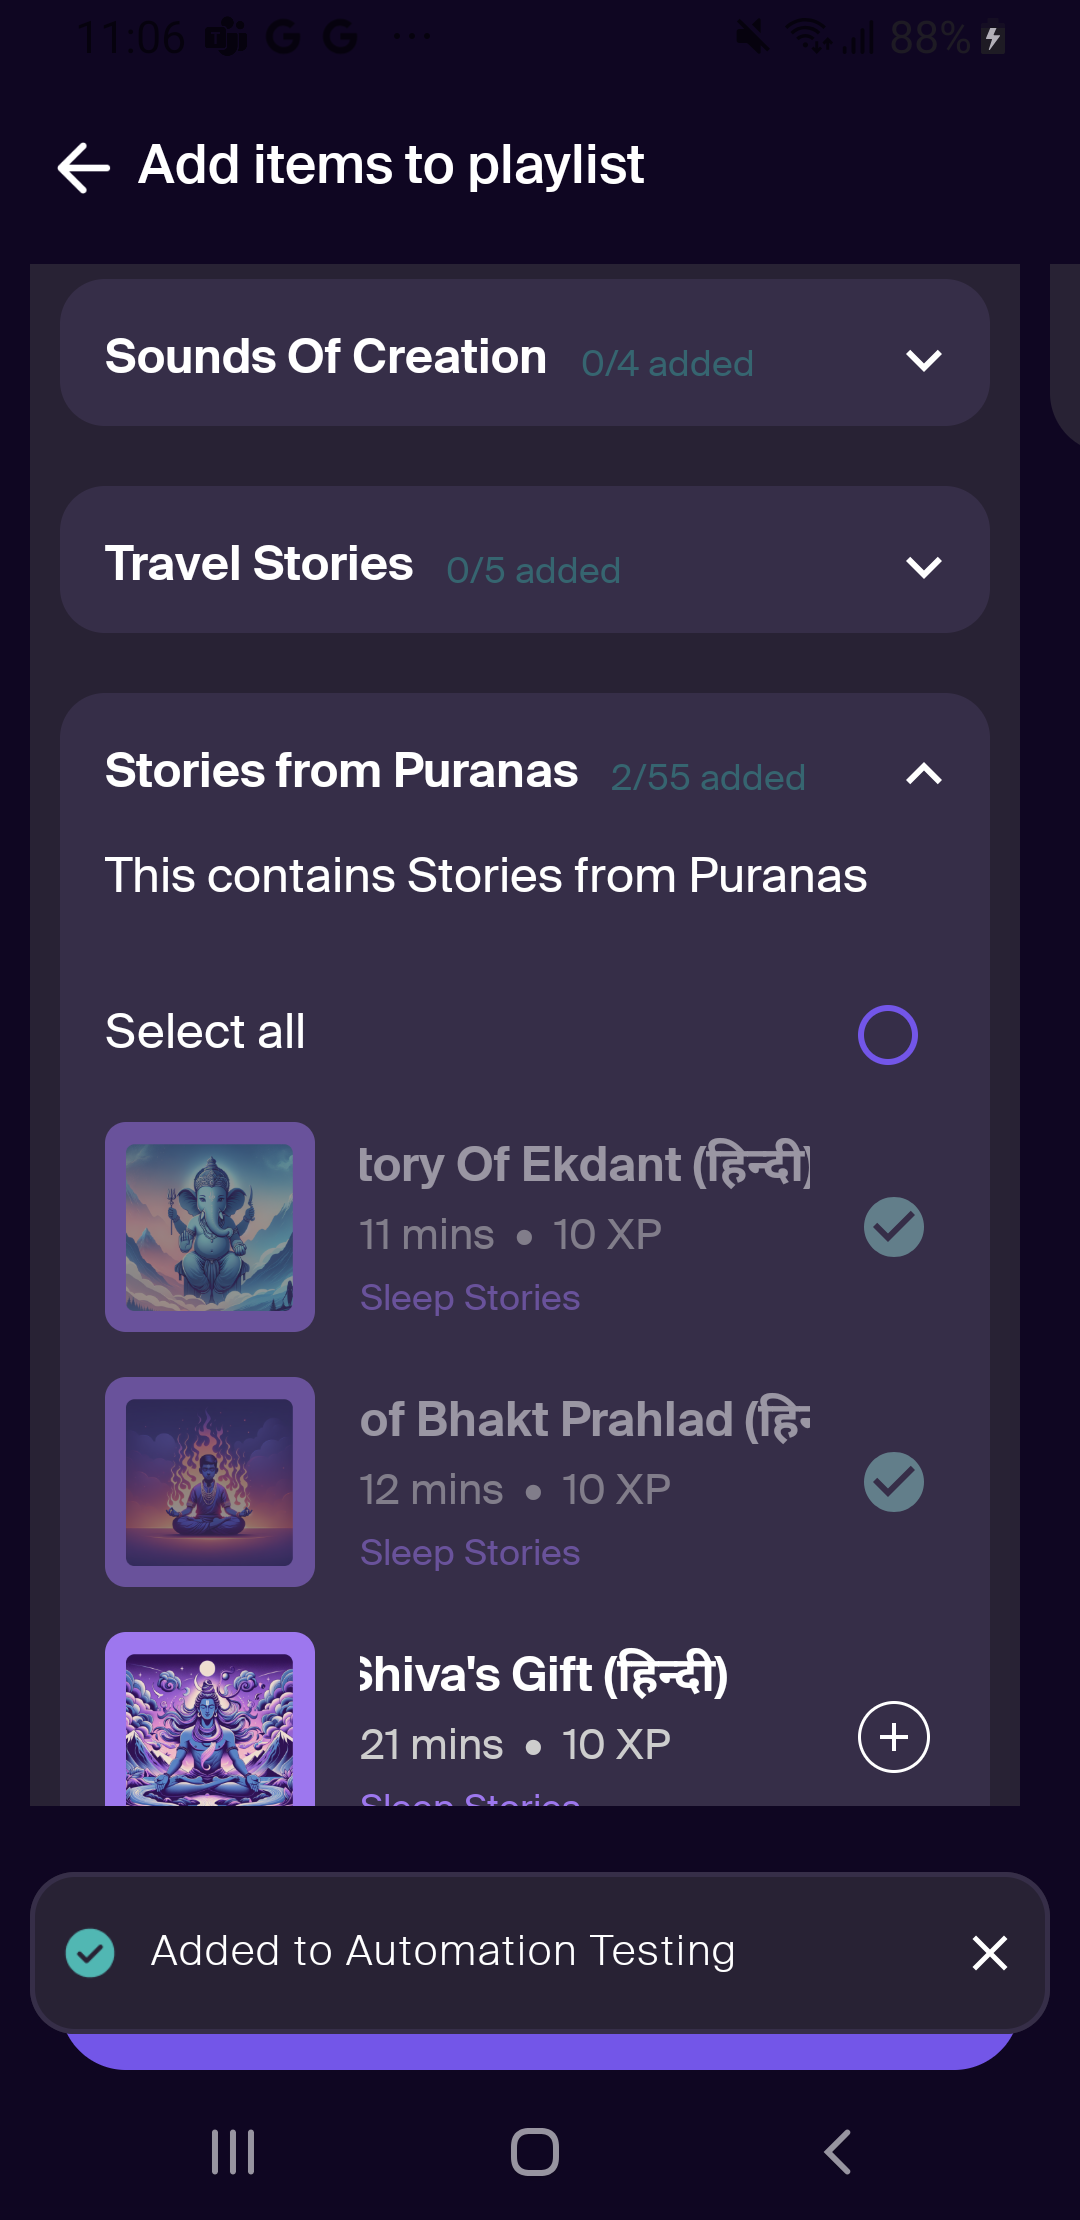 11:06
88%
Add items to playlist
Sounds Of Creation 0/4 added
Travel Stories 0/5 added
Stories from Puranas 2/55 added
This contains Stories from Puranas
Select all
tory Of Ekdant (हिन्दी)
11 mins • 10 XP
Sleep Stories
of Bhakt Prahlad (हिन
12 mins • 10 XP
Sleep Stories
Shiva's Gift (हिन्दी)
21 mins • 10 XP
Sleep Stories
Added to Automation Testing